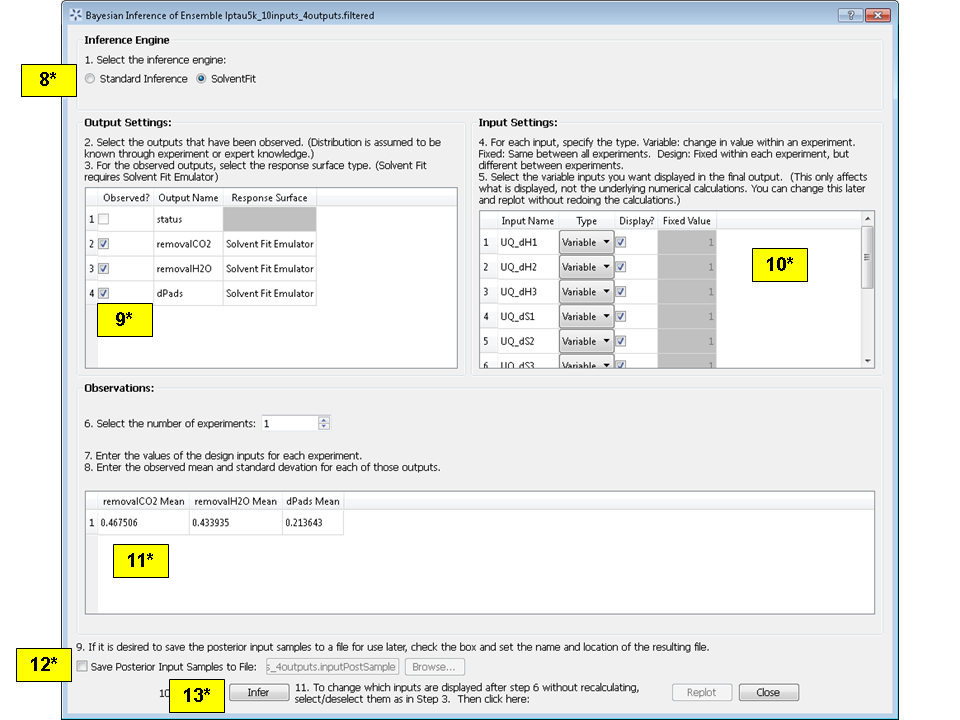 Bayesian Inference of Ensemble lptau5k_10inputs_4outputs.filtered
Inference Engine
1. Select the inference engine:
8*
Standard Inference SolventFit
Output Settings:
2. Select the outputs that have been observed. (Distribution is assumed to be
known through experiment or expert knowledge.)
3. For the observed outputs, select the response surface type. (Solvent Fit
requires Solvent Fit Emulator)
Observed? Output Name Response Surface
1 status
2 removalCO2 Solvent Fit Emulator
3 removalH2O Solvent Fit Emulator
4 dPads Solvent Fit Emulator
9*
Input Settings:
4. For each input, specify the type. Variable: change in value within an experiment.
Fixed: Same between all experiments. Design: Fixed within each experiment, but
different between experiments.
5. Select the variable inputs you want displayed in the final output. (This only affects
what is displayed, not the underlying numerical calculations. You can change this later
and replot without redoing the calculations.)
Input Name Type Display? Fixed Value
1 UQ_dH1 Variable 1
2 UQ_dH2 Variable 1
3 UQ_dH3 Variable 1
4 UQ_dS1 Variable 1
5 UQ_dS2 Variable 1
6 UQ_dS3 Variable 1
10*
Observations:
6. Select the number of experiments: 1
7. Enter the values of the design inputs for each experiment.
8. Enter the observed mean and standard devation for each of those outputs.
removalCO2 Mean removalH2O Mean dPads Mean
1 0.467506 0.433935 0.213643
11*
9. If it is desired to save the posterior input samples to a file for use later, check the box and set the name and location of the resulting file.
12*
Save Posterior Input Samples to File: s_4outputs.inputPostSample Browse...
10
13*
Infer
11. To change which inputs are displayed after step 6 without recalculating,
select/deselect them as in Step 3. Then click here:
Replot Close